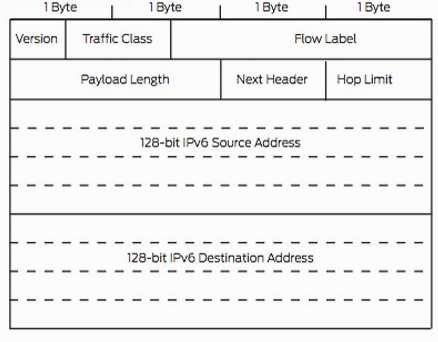 1 Byte 1 Byte 1 Byte 1 Byte
Version Traffic Class Flow Label
Payload Length Next Header Hop Limit
128-bit IPv6 Source Address
128-bit IPv6 Destination Address